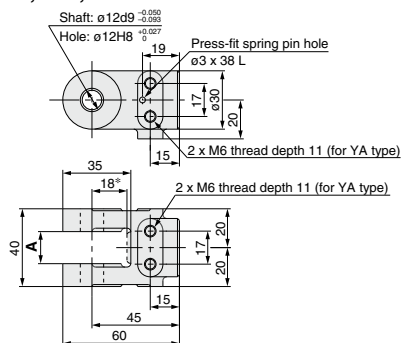 Shaft: ø12d9 -0.050 -0.093
Hole: ø12H8 +0.027 0
19
Press-fit spring pin hole
ø3 x 38 L
17
ø30
20
15
2 x M6 thread depth 11 (for YA type)
35
18*
2 x M6 thread depth 11 (for YA type)
40
A
17
20
20
15
45
60